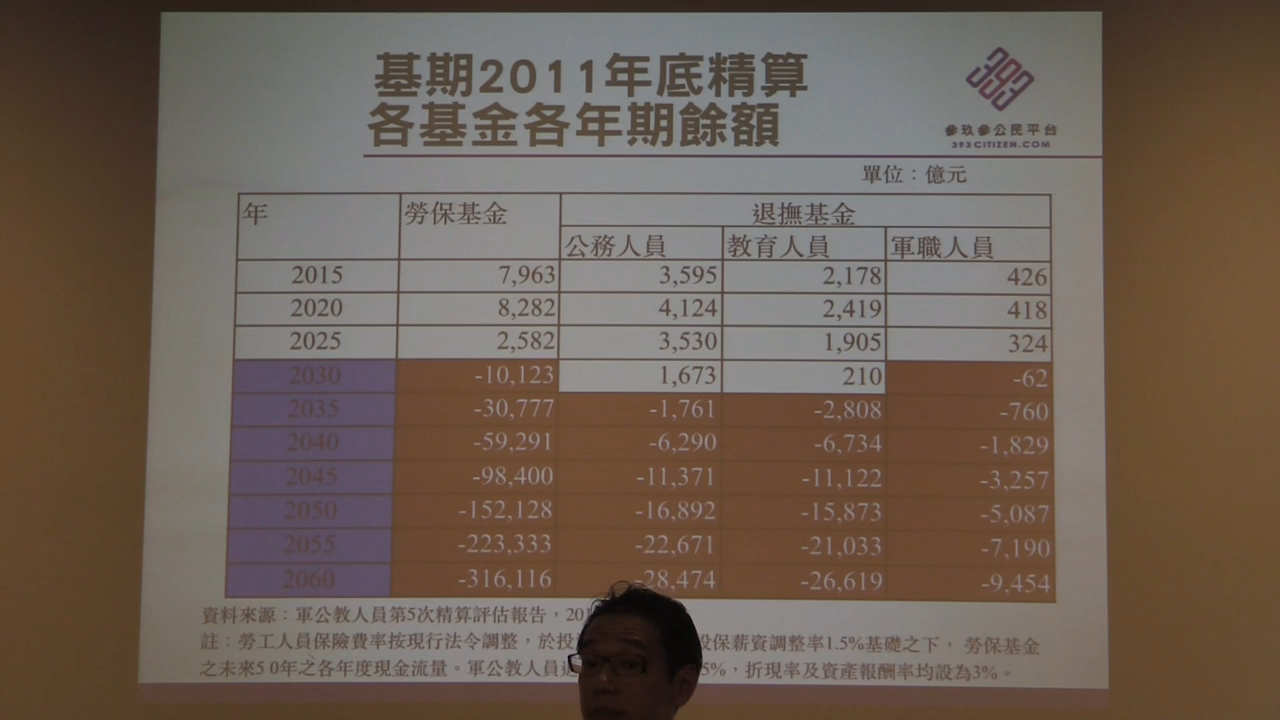 基期2011年底精算
各基金各年期餘額
參玖參公民平台
393CITIZEN.COM
單位：億元
年 勞保基金 退撫基金
公務人員 教育人員 軍職人員
2015 7,963 3,595 2,178 426
2020 8,282 4,124 2,419 418
2025 2,582 3,530 1,905 324
2030 -10,123 1,673 210 -62
2035 -30,777 -1,761 -2,808 -760
2040 -59,291 -6,290 -6,734 -1,829
2045 -98,400 -11,371 -11,122 -3,257
2050 -152,128 -16,892 -15,873 -5,087
2055 -223,333 -22,671 -21,033 -7,190
2060 -316,116 -28,474 -26,619 -9,454
資料來源：軍公教人員第5次精算評估報告，20
註：勞工人員保險費率按現行法令調整，於投 投保薪資調整率1.5%基礎之下， 勞保基金
之未來50年之各年度現金流量。軍公教人員 5%，折現率及資產報酬率均設為3%。